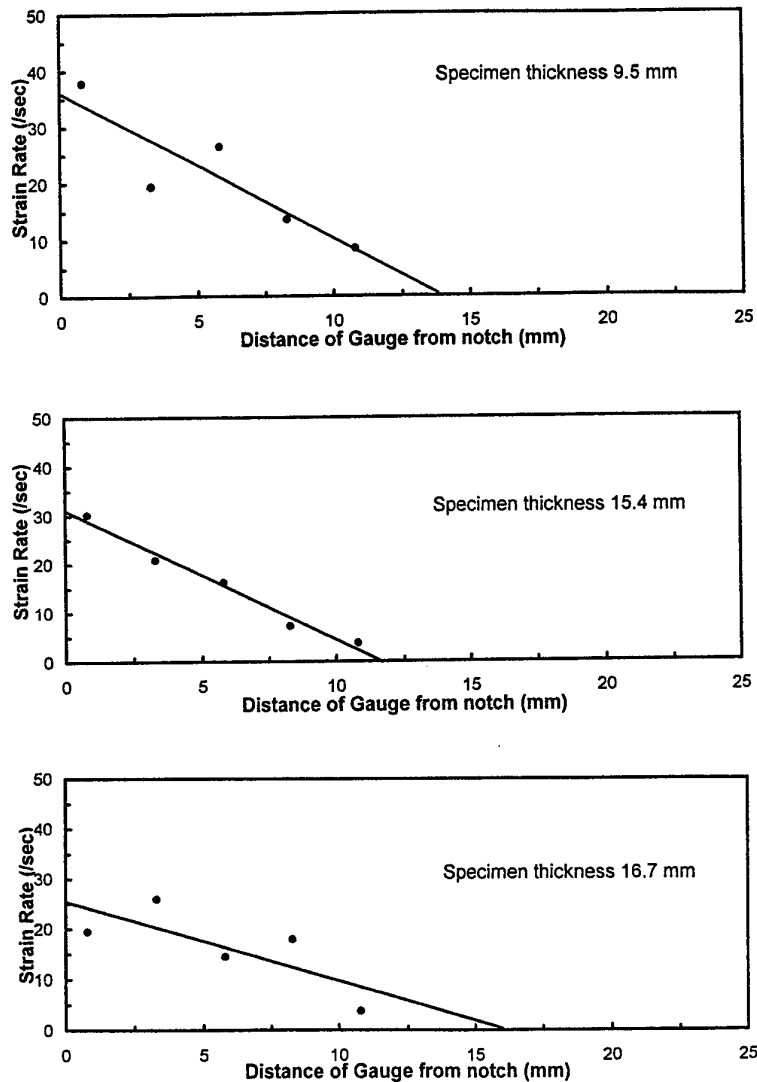 50
40
30
20
10
0
Strain Rate (/sec)
Specimen thickness 9.5 mm
0 5 10 15 20 25
Distance of Gauge from notch (mm)
50
40
30
20
10
0
Strain Rate (/sec)
Specimen thickness 15.4 mm
0 5 10 15 20 25
Distance of Gauge from notch (mm)
50
40
30
20
10
0
Strain Rate (/sec)
Specimen thickness 16.7 mm
0 5 10 15 20 25
Distance of Gauge from notch (mm)